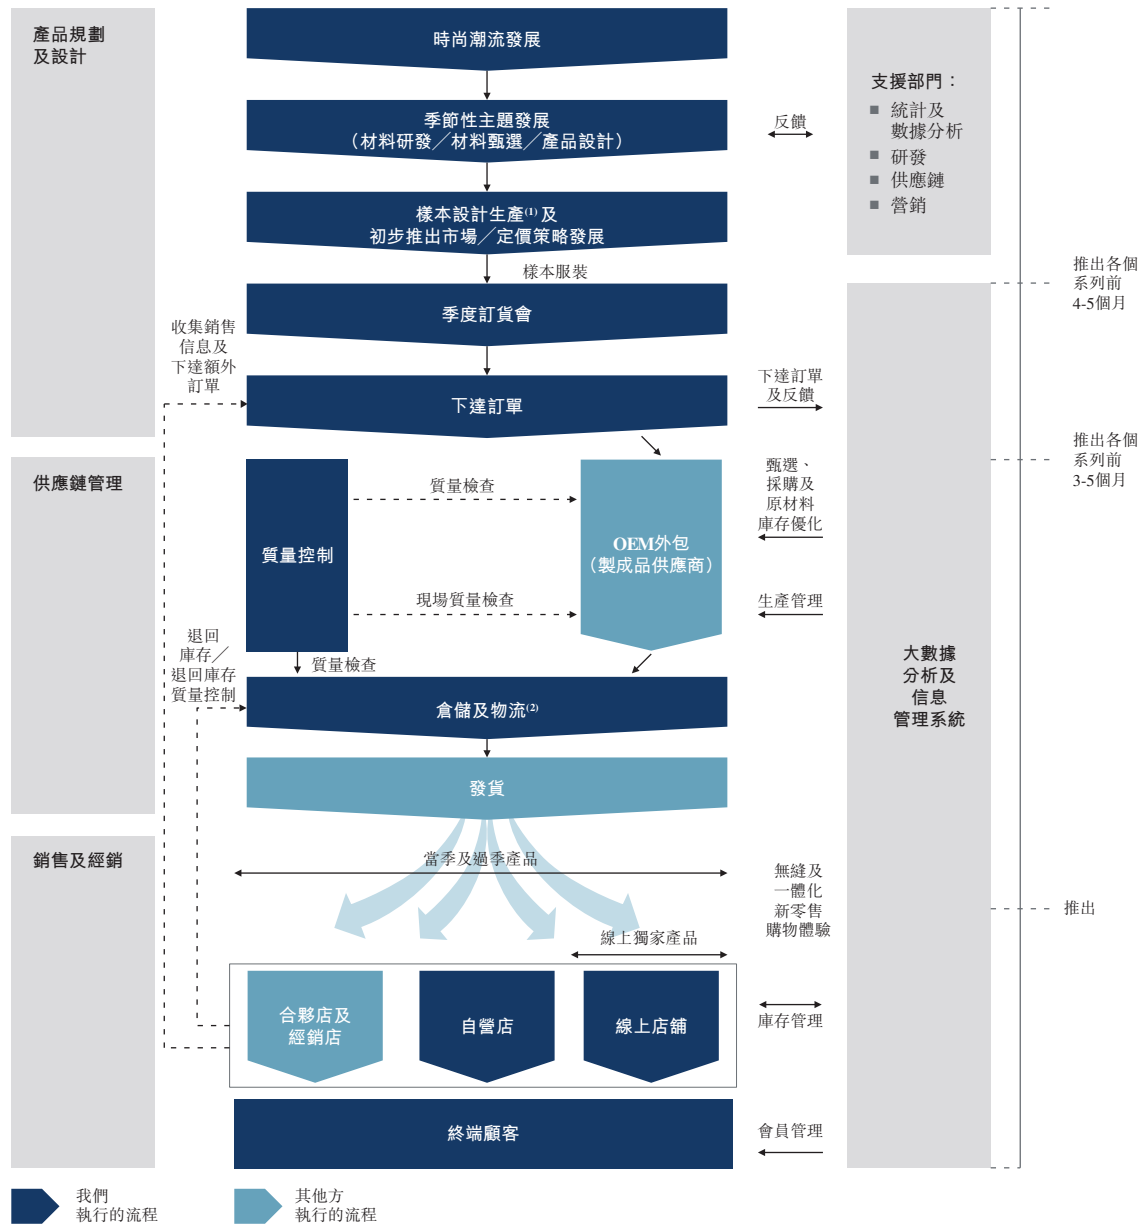 產品規劃
及設計
時尚潮流發展
季節性主題發展
（材料研發／材料甄選／產品設計）
反饋
支援部門：
■ 統計及
數據分析
■ 研發
■ 供應鏈
■ 營銷
樣本設計生產(1)及
初步推出市場／定價策略發展
樣本服裝
推出各個
系列前
4-5個月
季度訂貨會
收集銷售
信息及
下達額外
訂單
下達訂單
下達訂單
及反饋
推出各個
系列前
3-5個月
供應鏈管理
質量控制
質量檢查
OEM外包
（製成品供應商）
甄選、
採購及
原材料
庫存優化
現場質量檢查
生產管理
退回
庫存／
退回庫存
質量控制
質量檢查
大數據
分析及
信息
管理系統
倉儲及物流(2)
發貨
銷售及經銷
當季及過季產品
無縫及
一體化
新零售
購物體驗
推出
線上獨家產品
合夥店及
經銷店
自營店
線上店舖
庫存管理
終端顧客
會員管理
我們
執行的流程
其他方
執行的流程